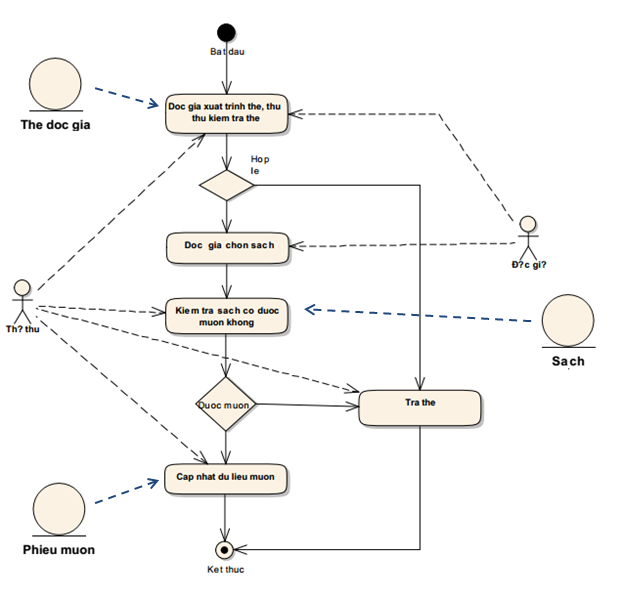 Bat dau
The doc gia
Doc gia xuat trinh the, thu
thu kiem tra the
Hop
le
Doc gia chon sach
Đ?c gi?
Th? thu
Kiem tra sach co duoc
muon khong
Sach
Duoc muon
Tra the
Cap nhat du lieu muon
Phieu muon
Ket thuc